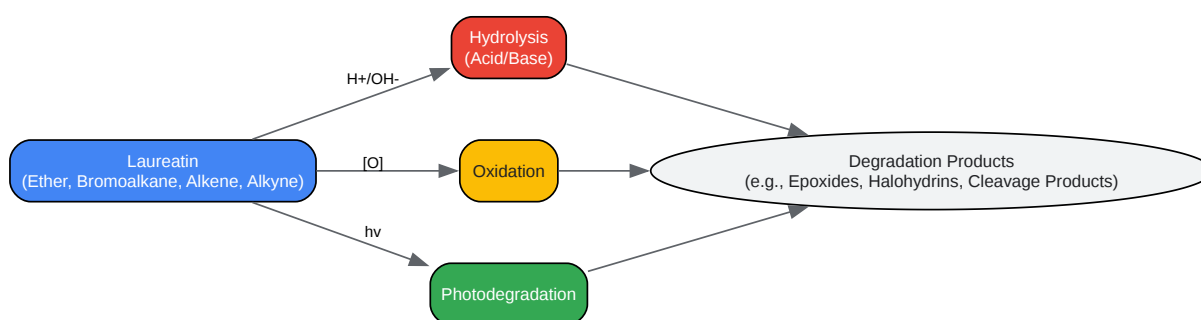 Hydrolysis
(Acid/Base)
H+/OH-
Laureatin
(Ether, Bromoalkane, Alkene, Alkyne)
[O]
Oxidation
Degradation Products
(e.g., Epoxides, Halohydrins, Cleavage Products)
hv
Photodegradation